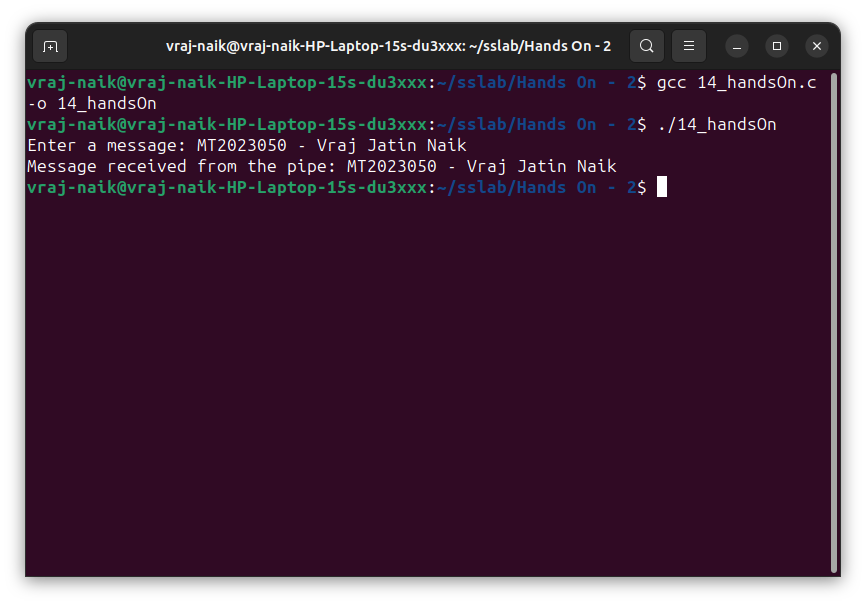 vraj-naik@vraj-naik-HP-Laptop-15s-du3xxx: ~/sslab/Hands On - 2
vraj-naik@vraj-naik-HP-Laptop-15s-du3xxx:~/sslab/Hands On - 2$ gcc 14_handsOn.c
-o 14_handsOn
vraj-naik@vraj-naik-HP-Laptop-15s-du3xxx:~/sslab/Hands On - 2$ ./14_handsOn
Enter a message: MT2023050 - Vraj Jatin Naik
Message received from the pipe: MT2023050 - Vraj Jatin Naik
vraj-naik@vraj-naik-HP-Laptop-15s-du3xxx:~/sslab/Hands On - 2$